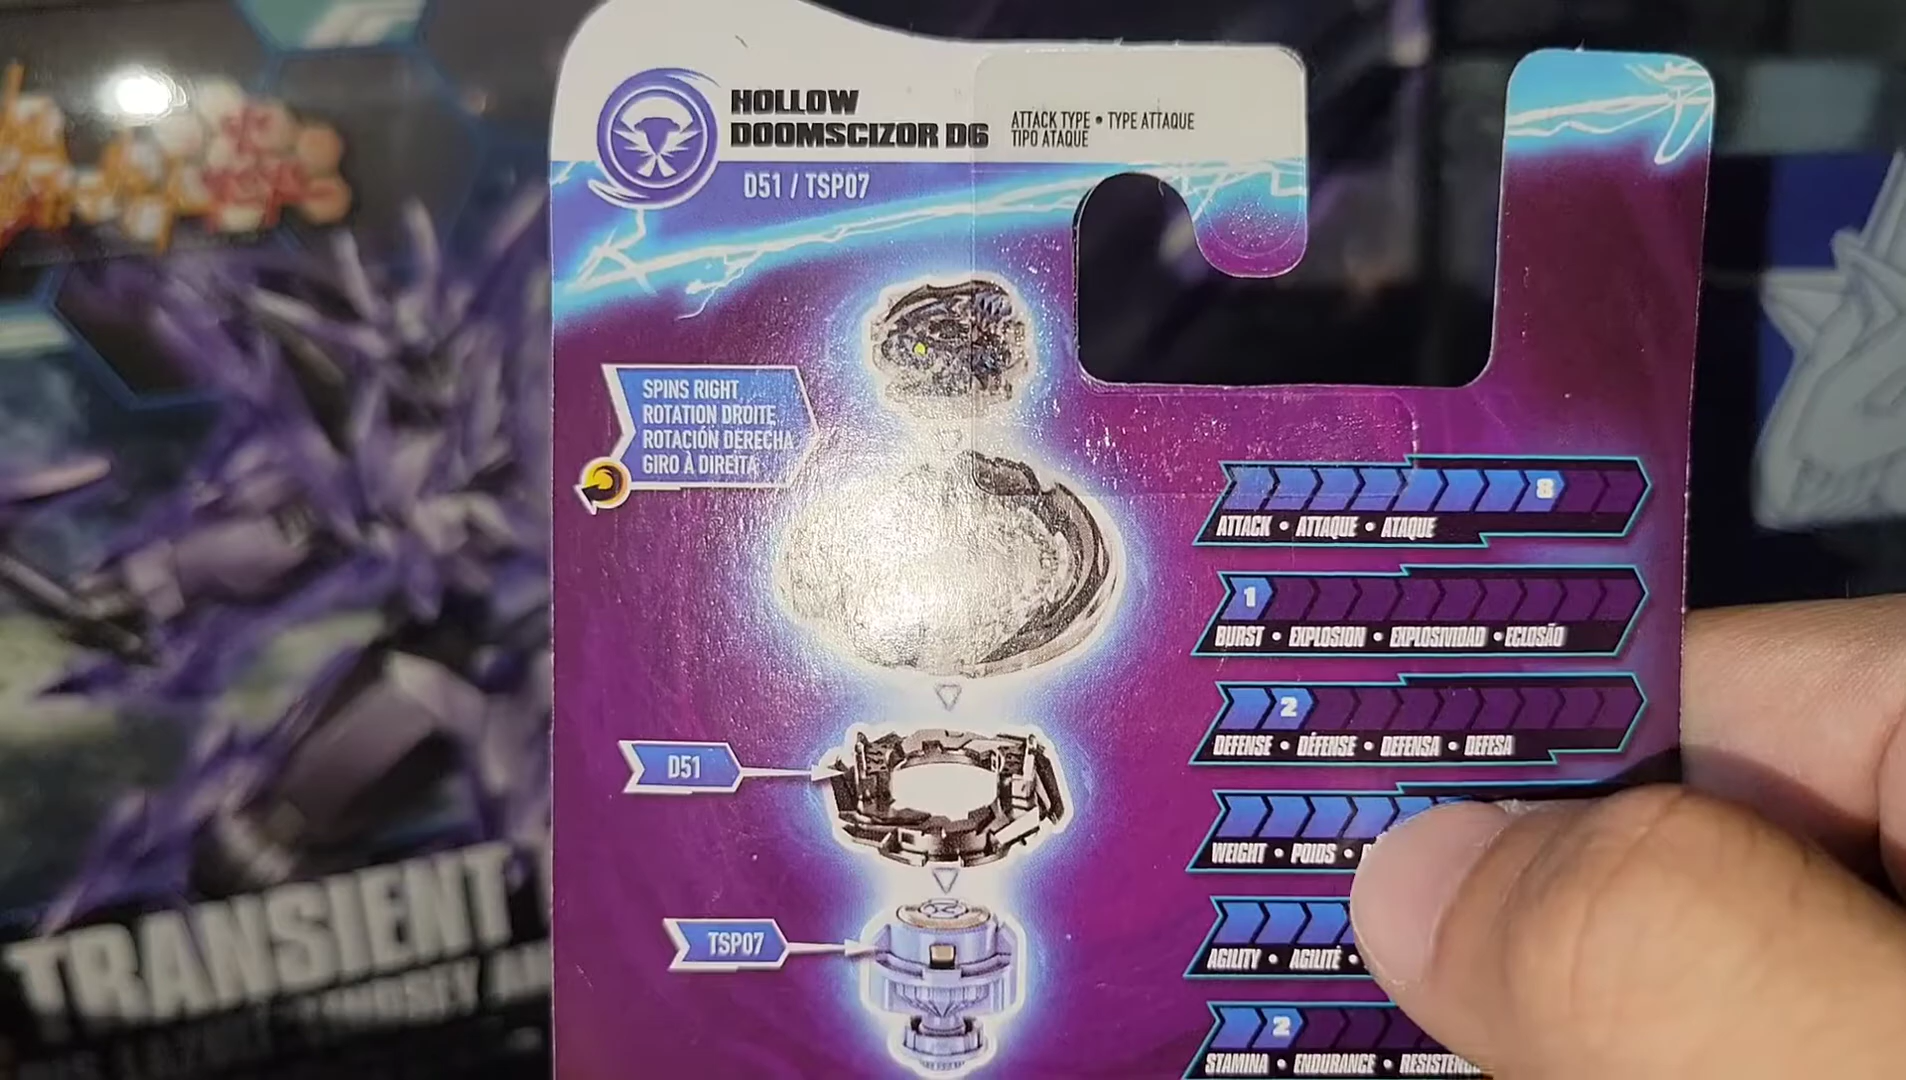 HOLLOW
DOOMSCIZOR D6
ATTACK TYPE • TYPE ATTAQUE
TIPO ATAQUE
D51 / TSP07
SPINS RIGHT
ROTATION DROITE
ROTACIÓN DERECHA
GIRO À DIREITA
8
ATTACK • ATTAQUE • ATAQUE
1
BURST • EXPLOSION • EXPLOSIVIDAD • ECLOSÃO
2
DEFENSE • DÉFENSE • DEFENSA • DEFESA
D51
WEIGHT • POIDS •
TSP07
AGILITY • AGILITÉ •
2
STAMINA • ENDURANCE •
TRANSIENT